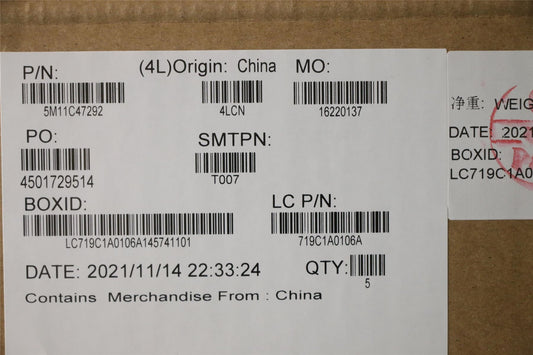 P/N:
(4L)Origin: China
MO:
5M11C47292
4LCN
16220137
PO:
SMTPN:
4501729514
T007
BOXID:
LC P/N:
LC719C1A0106A145741101
719C1A0106A
DATE: 2021/11/14 22:33:24
QTY:
5
Contains Merchandise From : China
净重: WEIG
DATE: 2021
BOXID:
LC719C1A0